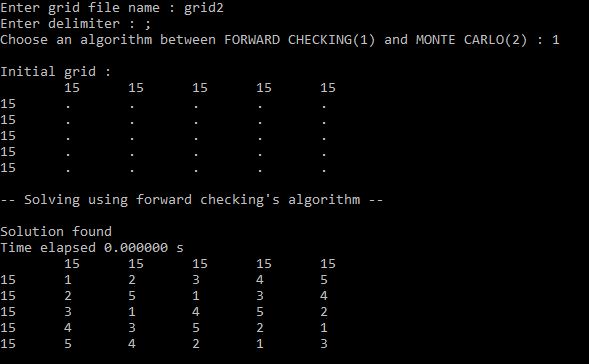 Enter grid file name : grid2
Enter delimiter : ;
Choose an algorithm between FORWARD CHECKING(1) and MONTE CARLO(2) : 1
Initial grid :
15 15 15 15 15
15 . . . . .
15 . . . . .
15 . . . . .
15 . . . . .
15 . . . . .
-- Solving using forward checking's algorithm --
Solution found
Time elapsed 0.000000 s
15 15 15 15 15
15 1 2 3 4 5
15 2 5 1 3 4
15 3 1 4 5 2
15 4 3 5 2 1
15 5 4 2 1 3